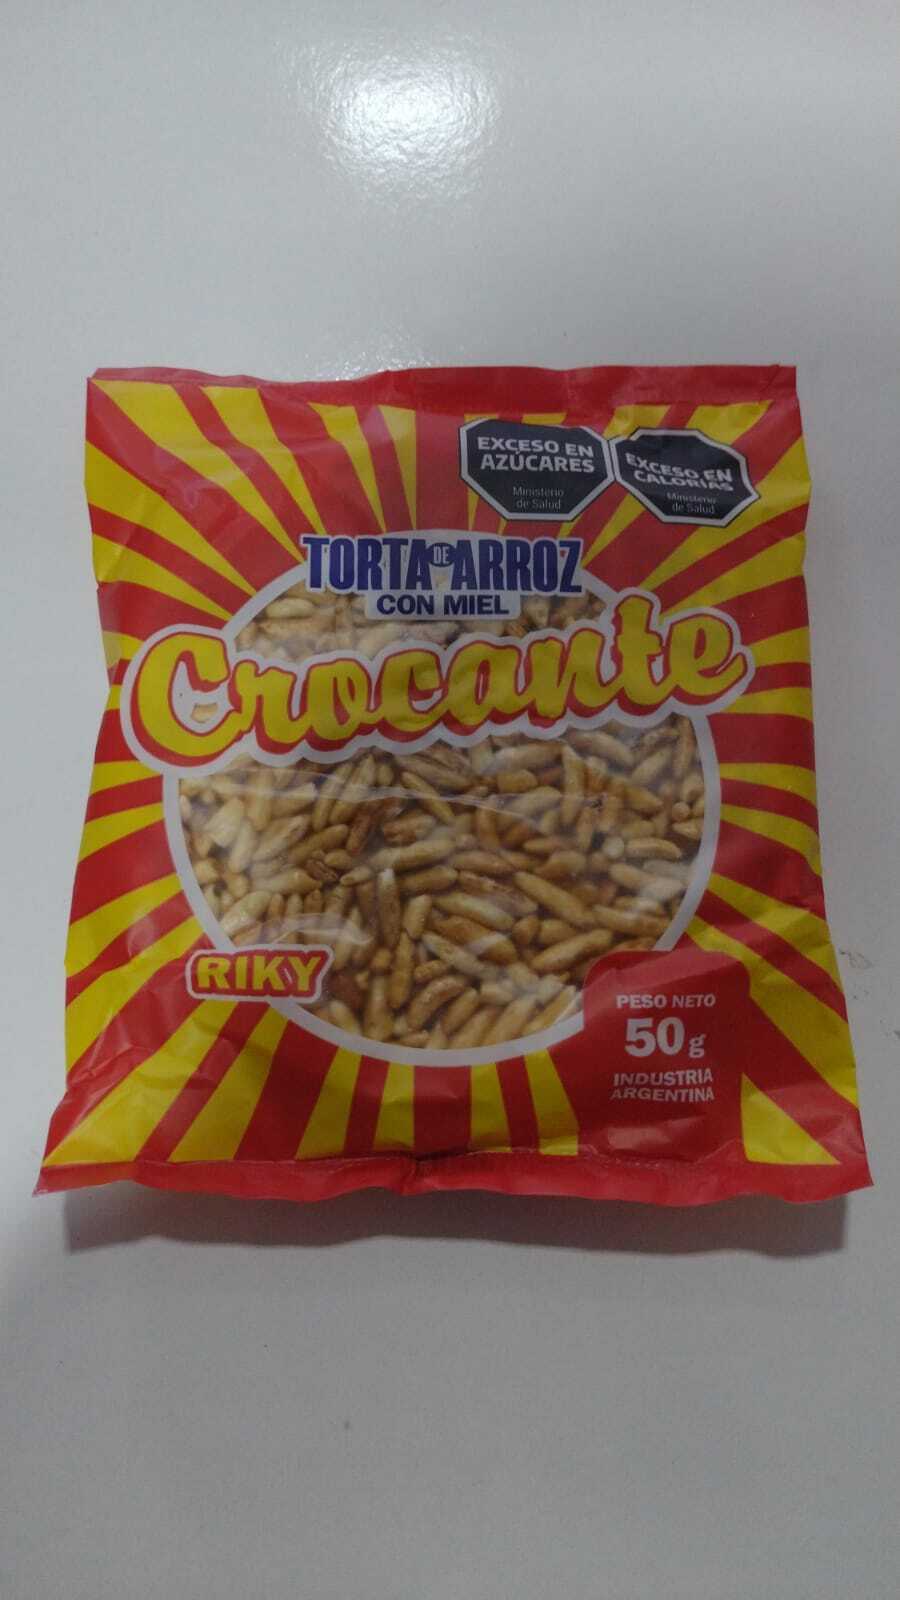 EXCESO EN
AZÚCARES
Ministerio
de Salud
EXCESO EN
CALORÍAS
Ministerio
de Salud
TORTA DE ARROZ
CON MIEL
Crocante
RIKY
PESO NETO
50 g
INDUSTRIA
ARGENTINA